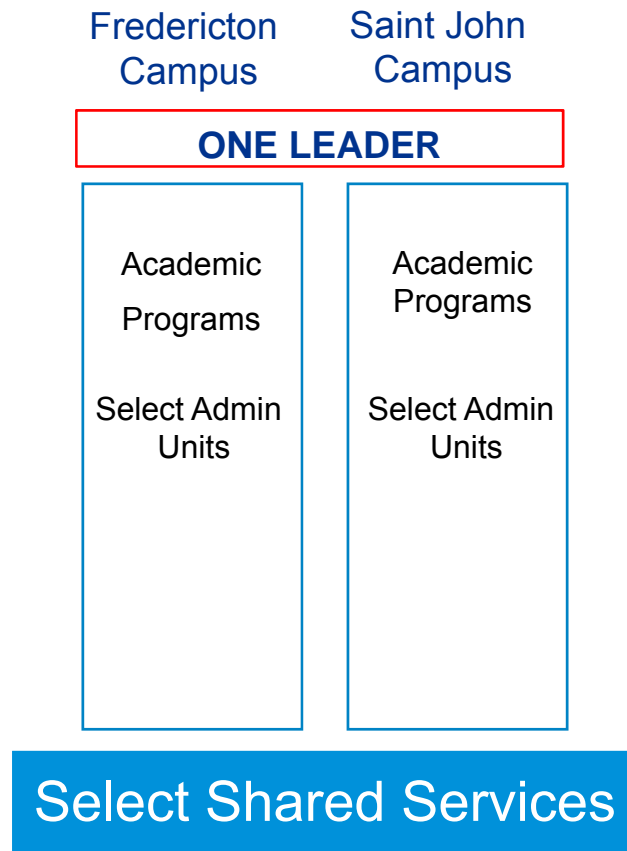 Fredericton
Campus
Saint John
Campus
ONE LEADER
Academic
Programs
Select Admin
Units
Academic
Programs
Select Admin
Units
Select Shared Services